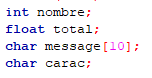 int nombre;
float total;
char message[10];
char carac;